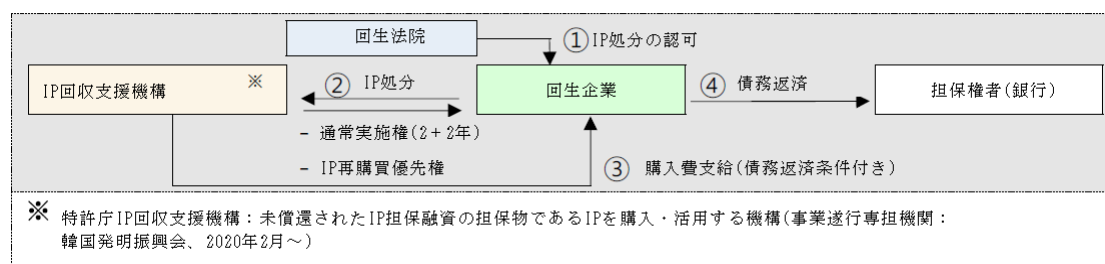 回生法院
①IP処分の認可
IP回収支援機構 ※
② IP処分
回生企業
④ 債務返済
担保権者(銀行)
- 通常実施権(2+2年)
- IP再購買優先権
③ 購入費支給(債務返済条件付き)
※ 特許庁IP回収支援機構：未償還されたIP担保融資の担保物であるIPを購入・活用する機構(事業遂行専担機関：
韓国発明振興会、2020年2月～)